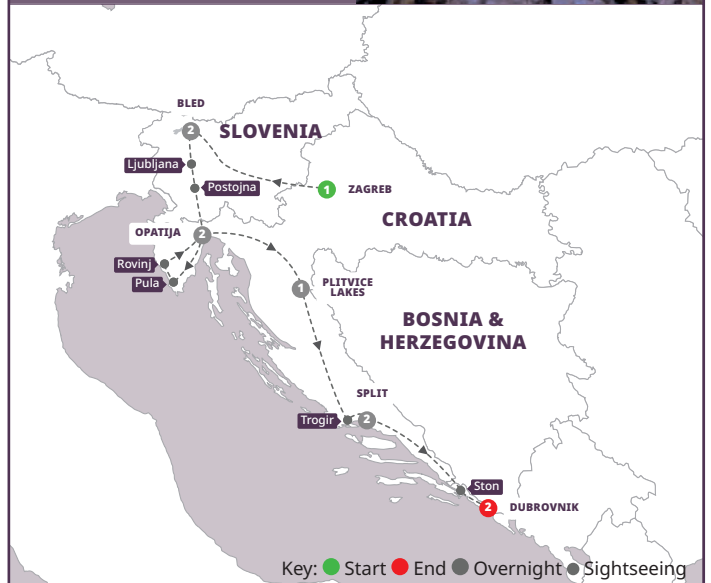 BLED
2
SLOVENIA
Ljubljana
Postojna
1
ZAGREB
CROATIA
OPATIJA
2
Rovinj
Pula
1
PLITVICE
LAKES
BOSNIA &
HERZEGOVINA
SPLIT
Trogir
2
Ston
2
DUBROVNIK
Key: Start End Overnight Sightseeing